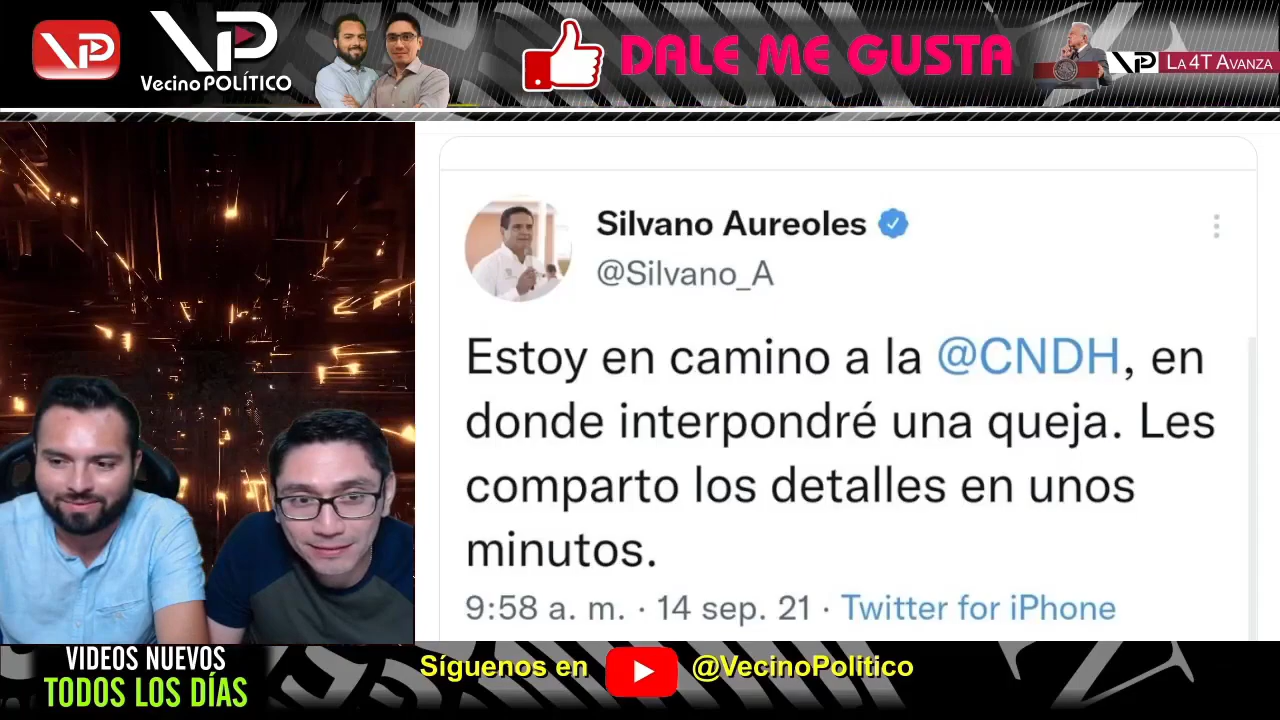 VP
VP
Vecino POLÍTICO
DALE ME GUSTA
VP LA 4T AVANZA
Silvano Aureoles
@Silvano_A
Estoy en camino a la @CNDH, en
donde interpondré una queja. Les
comparto los detalles en unos
minutos.
9:58 a. m. · 14 sep. 21 · Twitter for iPhone
VIDEOS NUEVOS
TODOS LOS DÍAS
Síguenos en @VecinoPolitico